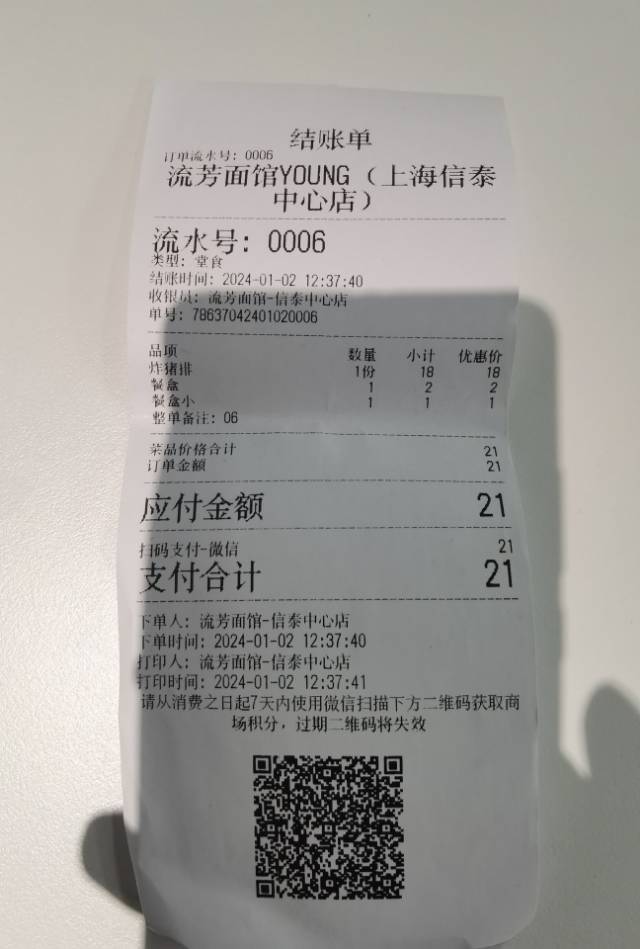 结账单
订单流水号: 0006
流芳面馆YOUNG（上海信泰
中心店）
流水号: 0006
类型: 堂食
结账时间: 2024-01-02 12:37:40
收银员: 流芳面馆-信泰中心店
单号: 78637042401020006
品项 数量 小计 优惠价
炸猪排 1份 18 18
餐盒 1 2 2
餐盒小 1 1 1
整单备注: 06
菜品价格合计 21
订单金额 21
应付金额 21
扫码支付-微信 21
支付合计 21
下单人: 流芳面馆-信泰中心店
下单时间: 2024-01-02 12:37:40
打印人: 流芳面馆-信泰中心店
打印时间: 2024-01-02 12:37:41
请从消费之日起7天内使用微信扫描下方二维码获取商
场积分，过期二维码将失效